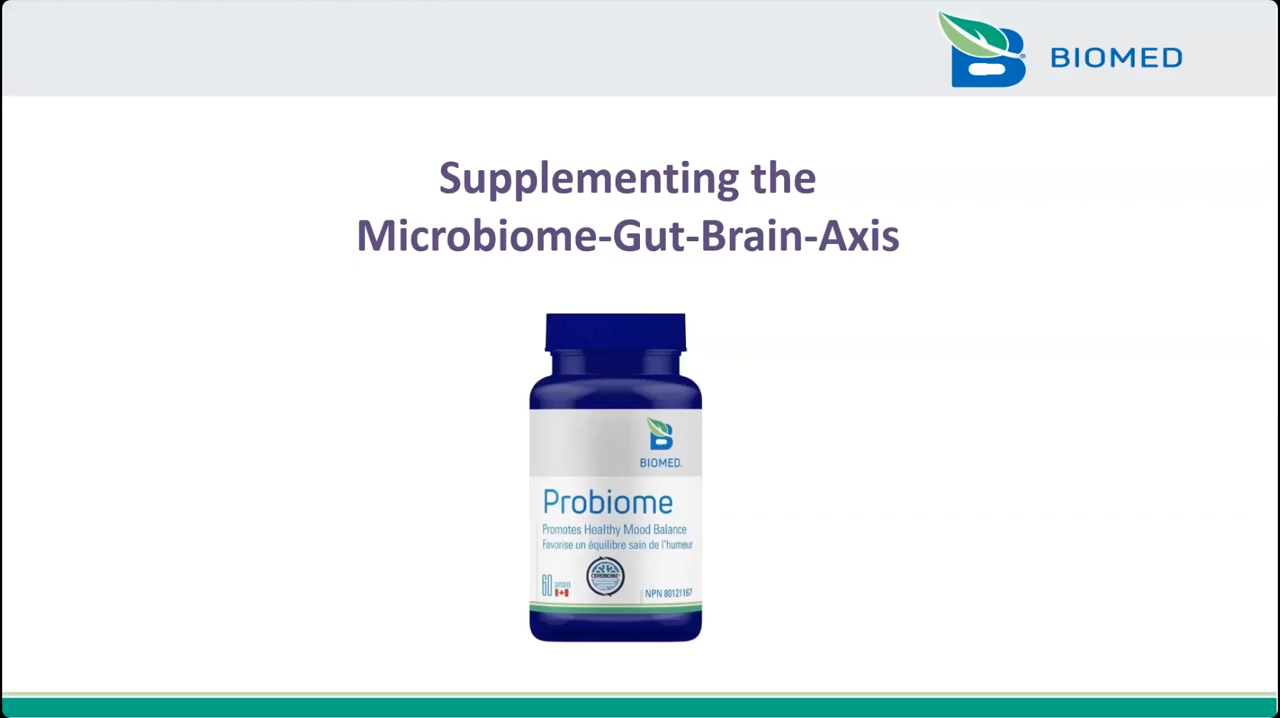 BIOMED
Supplementing the
Microbiome-Gut-Brain-Axis
BIOMED
Probiome
Promotes Healthy Mood Balance
Favorise un équilibre sain de l'humeur
60
NPN 80121167